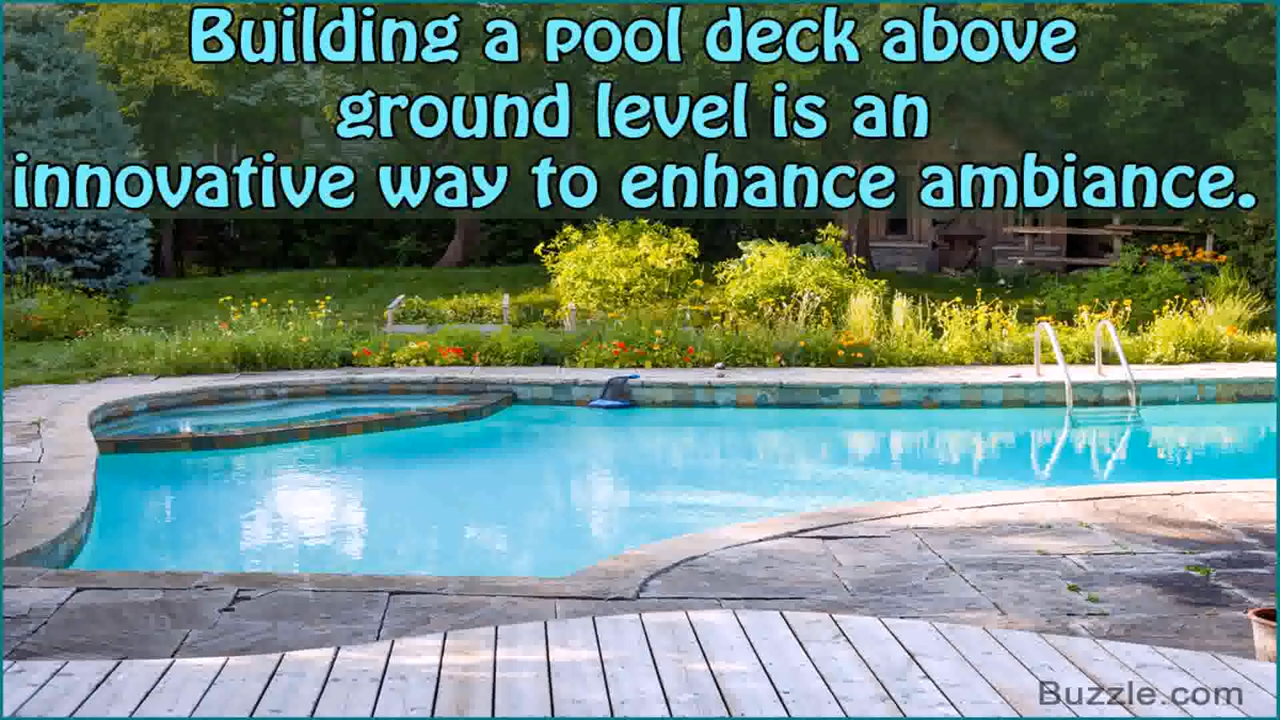 Building a pool deck above
ground level is an
innovative way to enhance ambiance.
Buzzle.com